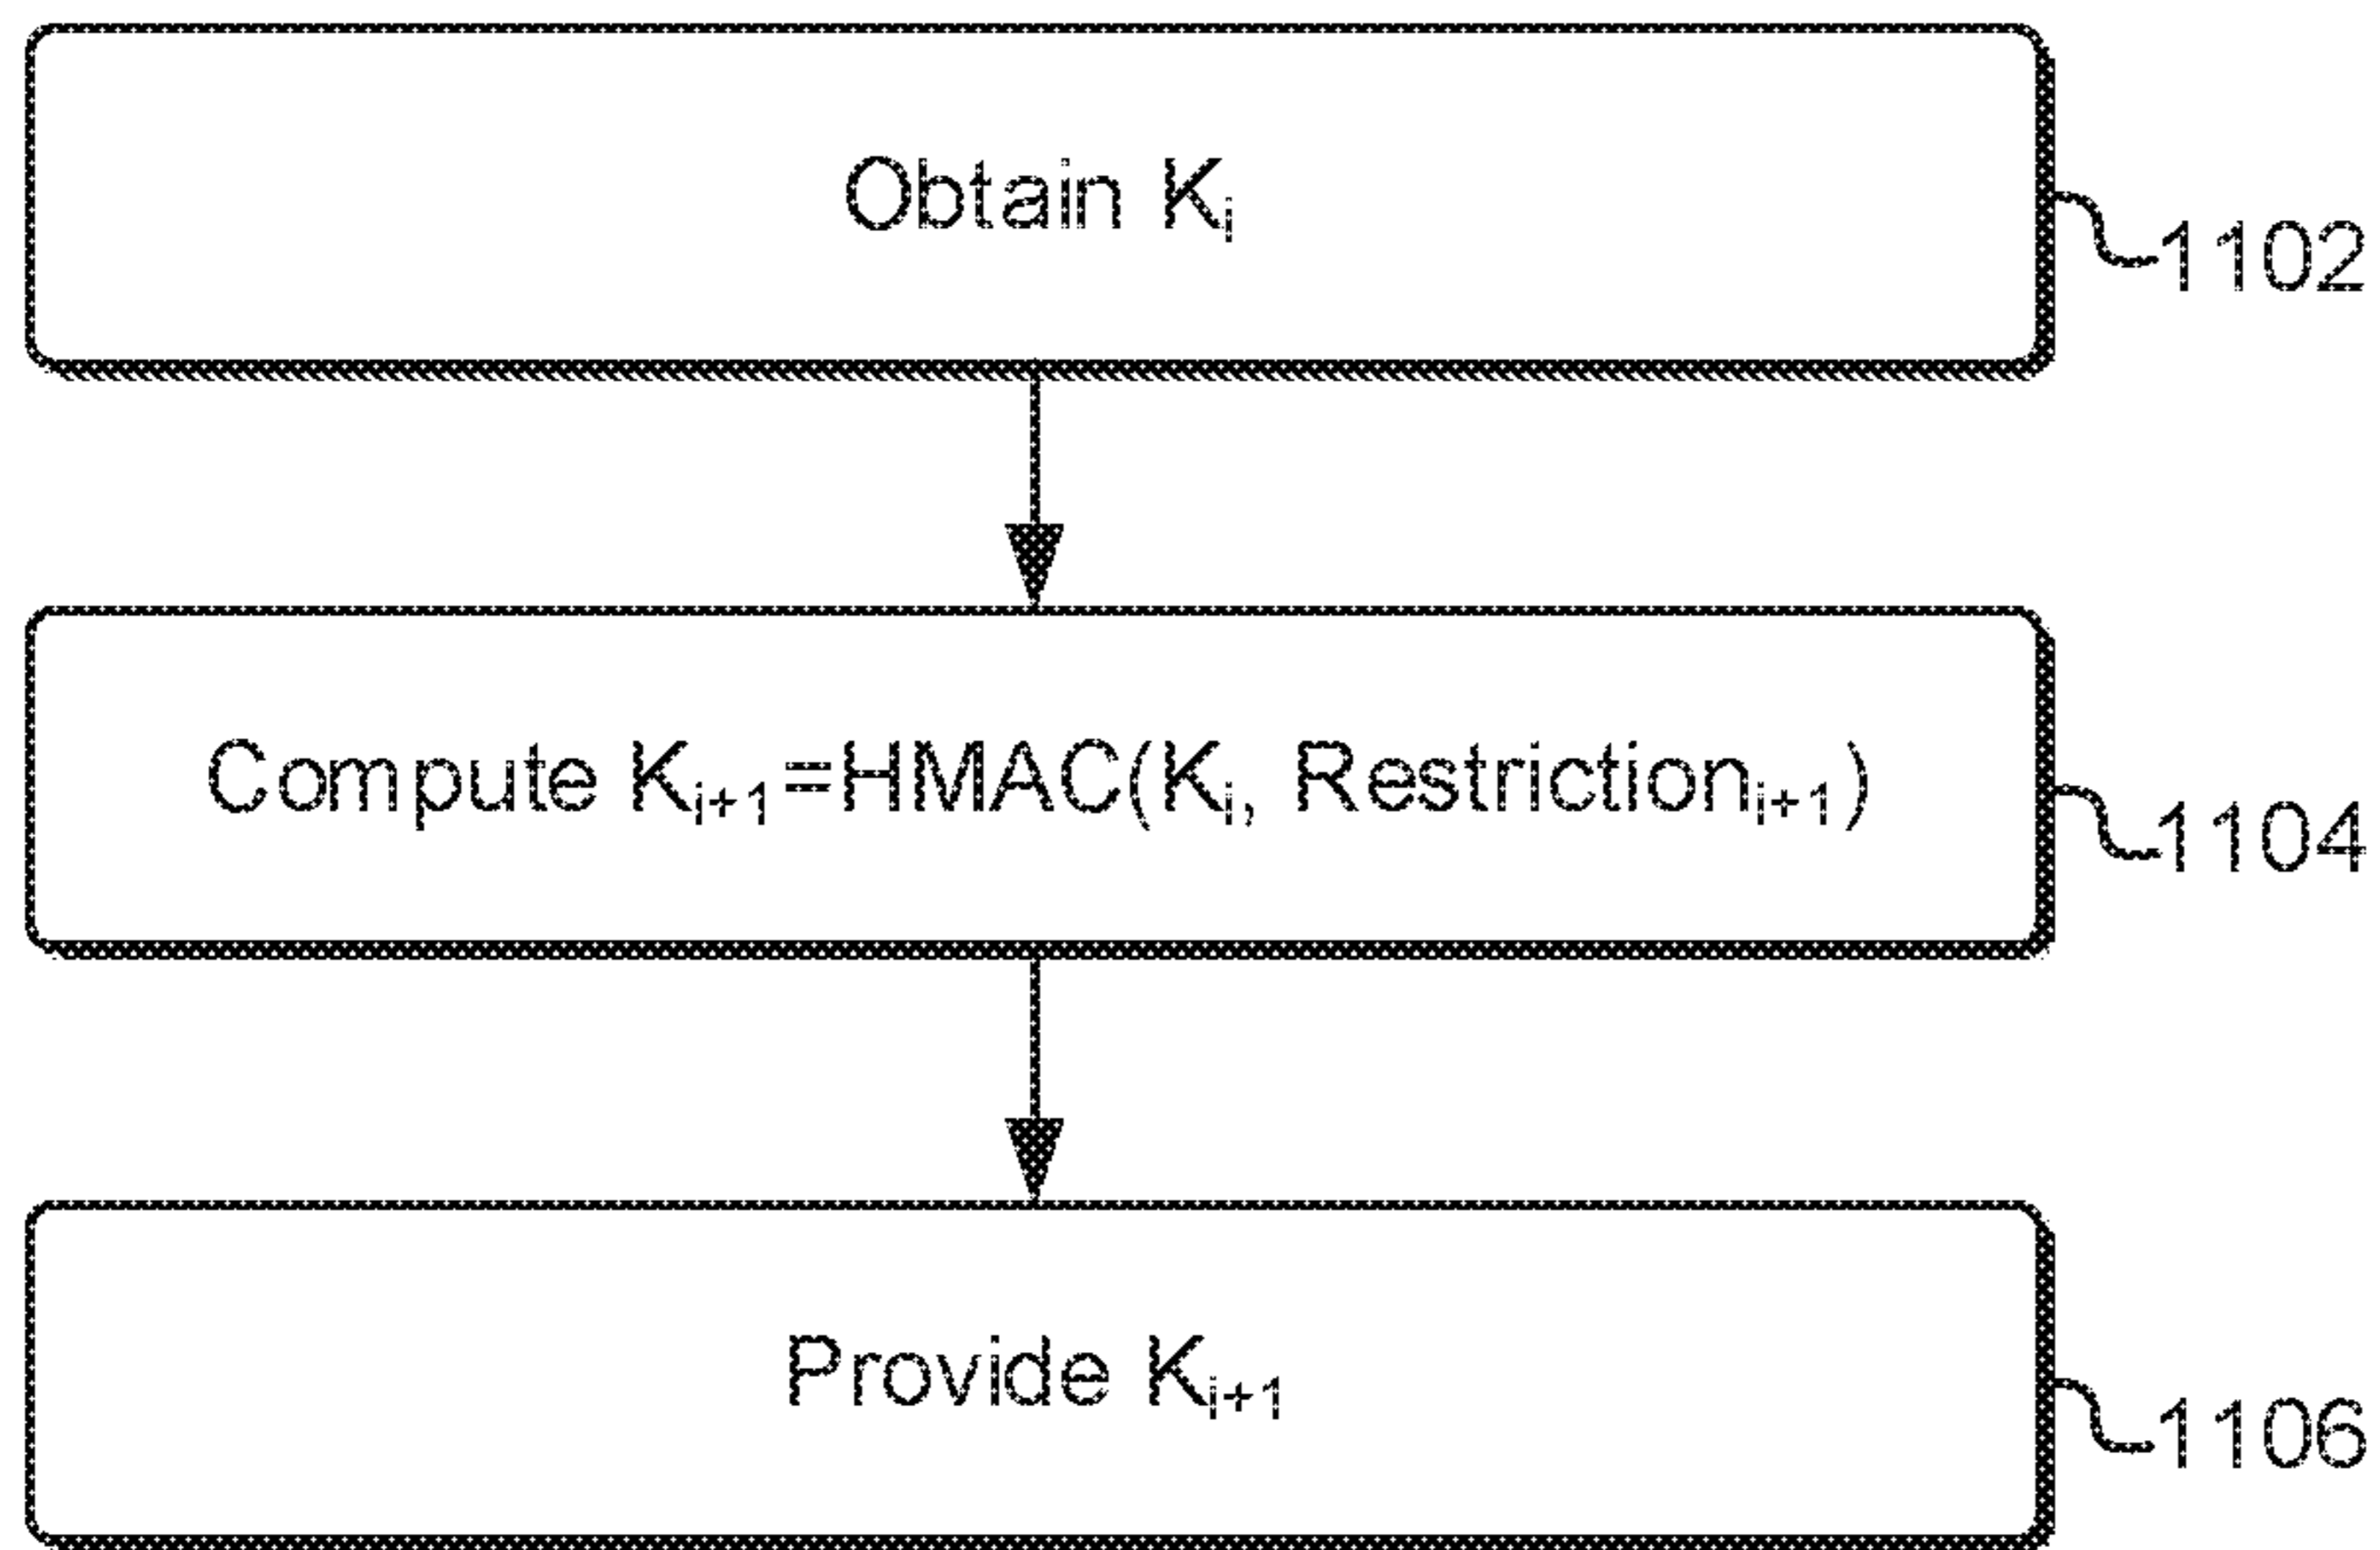 Obtain Kᵢ
1102
Compute Kᵢ₊₁=HMAC(Kᵢ, Restrictionᵢ₊₁)
1104
Provide Kᵢ₊₁
1106